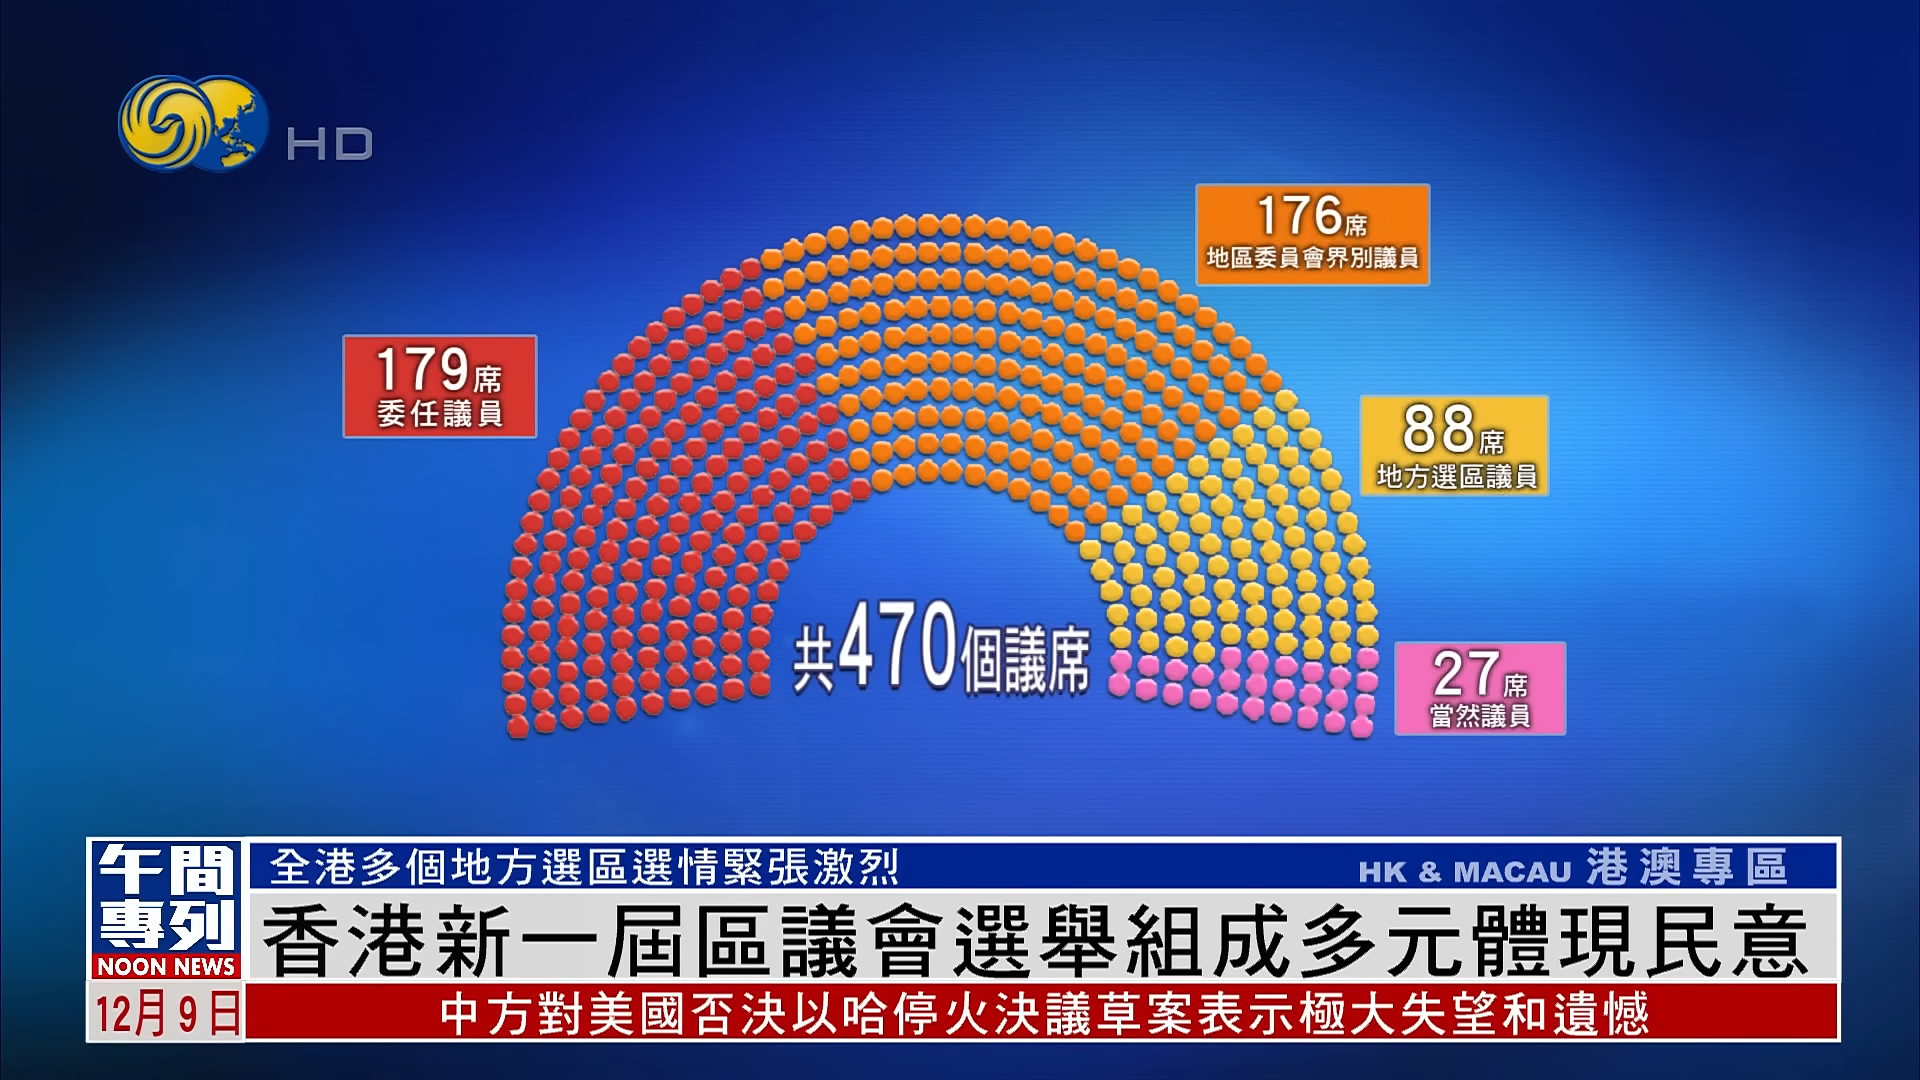 HD
176席
地區委員會界別議員
179席
委任議員
88席
地方選區議員
共470個議席
27席
當然議員
午間
專列
NOON NEWS
全港多個地方選區選情緊張激烈
HK & MACAU 港澳專區
香港新一屆區議會選舉組成多元體現民意
12月9日
中方對美國否決以哈停火決議草案表示極大失望和遺憾